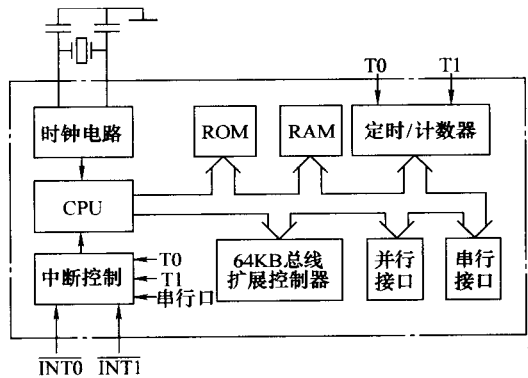 T0 T1
时钟电路
ROM
RAM
定时/计数器
CPU
中断控制
T0
T1
串行口
64KB总线
扩展控制器
并行
接口
串行
接口
INT0 INT1